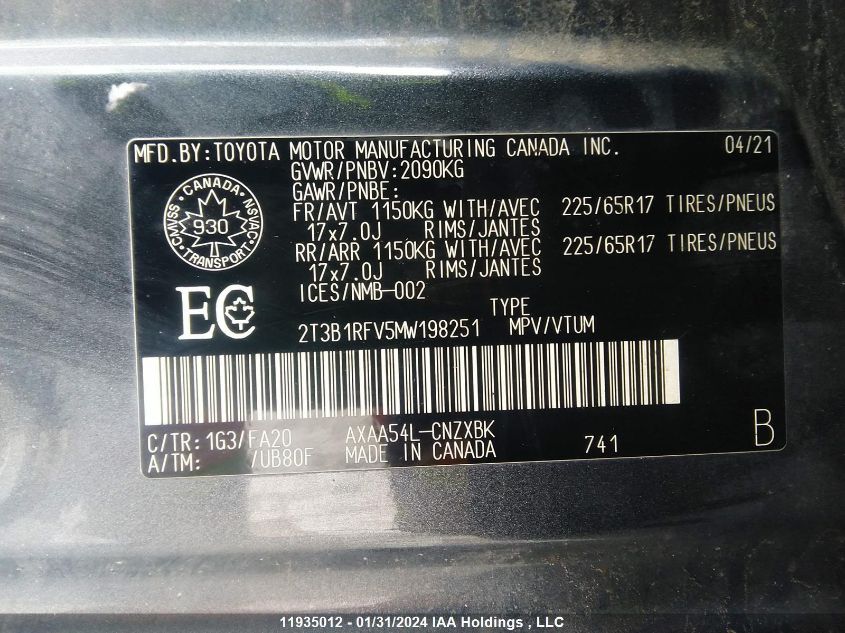 MFD.BY:TOYOTA MOTOR MANUFACTURING CANADA INC. 04/21
GVWR/PNBV:2090KG
GAWR/PNBE:
FR/AVT 1150KG WITH/AVEC 225/65R17 TIRES/PNEUS
17x7.0J RIMS/JANTES
RR/ARR 1150KG WITH/AVEC 225/65R17 TIRES/PNEUS
17x7.0J RIMS/JANTES
ICES/NMB-002
CANADA
CMVSS 930 NSVAC
TRANSPORT
EC
TYPE
2T3B1RFV5MW198251 MPV/VTUM
C/TR: 1G3/FA20 AXAA54L-CNZXBK
A/TM: /UB80F MADE IN CANADA 741 B
11935012 - 01/31/2024 IAA Holdings , LLC